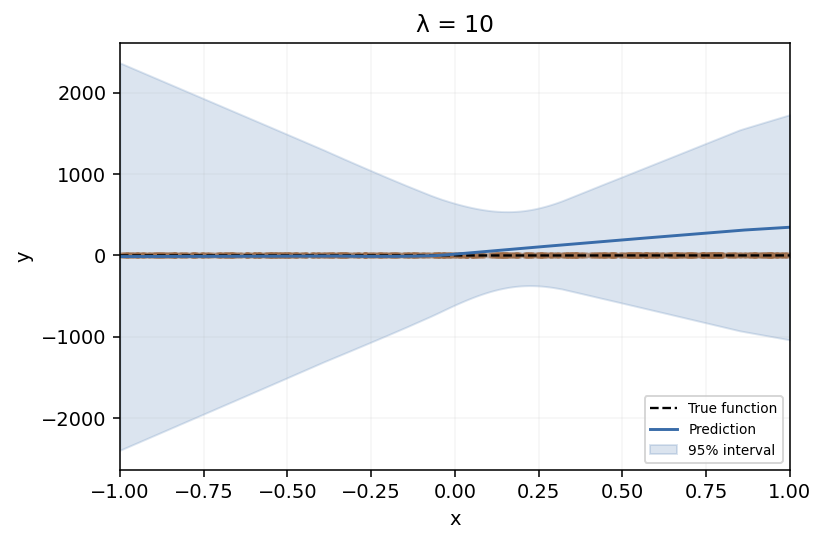 λ = 10
y
2000
1000
0
−1000
−2000
True function
Prediction
95% interval
−1.00 −0.75 −0.50 −0.25 0.00 0.25 0.50 0.75 1.00
x